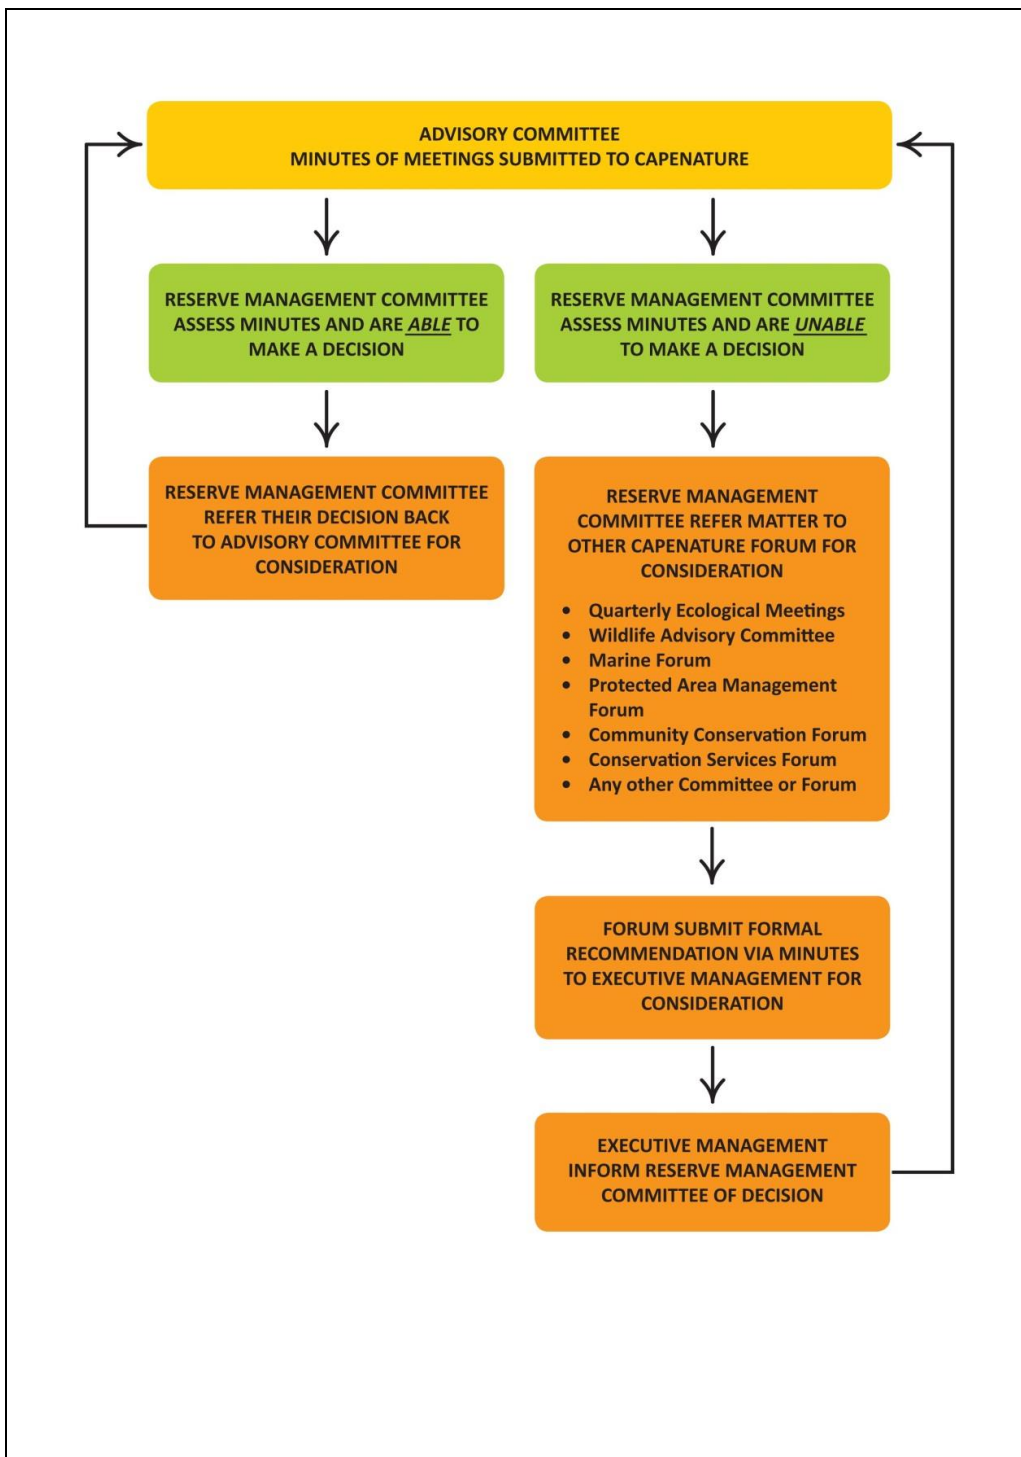 ADVISORY COMMITTEE
MINUTES OF MEETINGS SUBMITTED TO CAPENATURE
RESERVE MANAGEMENT COMMITTEE
ASSESS MINUTES AND ARE ABLE TO
MAKE A DECISION
RESERVE MANAGEMENT COMMITTEE
ASSESS MINUTES AND ARE UNABLE
TO MAKE A DECISION
RESERVE MANAGEMENT COMMITTEE
REFER THEIR DECISION BACK
TO ADVISORY COMMITTEE FOR
CONSIDERATION
RESERVE MANAGEMENT
COMMITTEE REFER MATTER TO
OTHER CAPENATURE FORUM FOR
CONSIDERATION
• Quarterly Ecological Meetings
• Wildlife Advisory Committee
• Marine Forum
• Protected Area Management
Forum
• Community Conservation Forum
• Conservation Services Forum
• Any other Committee or Forum
FORUM SUBMIT FORMAL
RECOMMENDATION VIA MINUTES
TO EXECUTIVE MANAGEMENT FOR
CONSIDERATION
EXECUTIVE MANAGEMENT
INFORM RESERVE MANAGEMENT
COMMITTEE OF DECISION